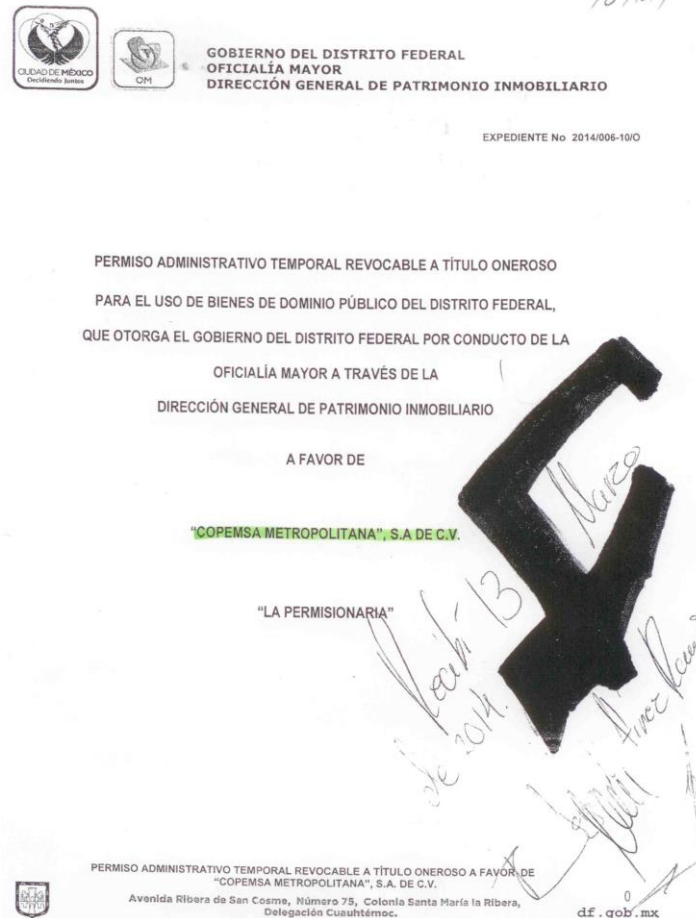 CIUDAD DE MÉXICO
Decidiendo Juntos
OM
GOBIERNO DEL DISTRITO FEDERAL
OFICIALÍA MAYOR
DIRECCIÓN GENERAL DE PATRIMONIO INMOBILIARIO
EXPEDIENTE No 2014/006-10/O
PERMISO ADMINISTRATIVO TEMPORAL REVOCABLE A TÍTULO ONEROSO
PARA EL USO DE BIENES DE DOMINIO PÚBLICO DEL DISTRITO FEDERAL,
QUE OTORGA EL GOBIERNO DEL DISTRITO FEDERAL POR CONDUCTO DE LA
OFICIALÍA MAYOR A TRAVÉS DE LA
DIRECCIÓN GENERAL DE PATRIMONIO INMOBILIARIO
A FAVOR DE
"COPEMSA METROPOLITANA", S.A DE C.V.
"LA PERMISIONARIA"
Recibí 13 Marzo
de 2014.
PERMISO ADMINISTRATIVO TEMPORAL REVOCABLE A TÍTULO ONEROSO A FAVOR DE
"COPEMSA METROPOLITANA", S.A. DE C.V.
Avenida Ribera de San Cosme, Número 75, Colonia Santa María la Ribera,
Delegación Cuauhtémoc.
0
df.gob.mx